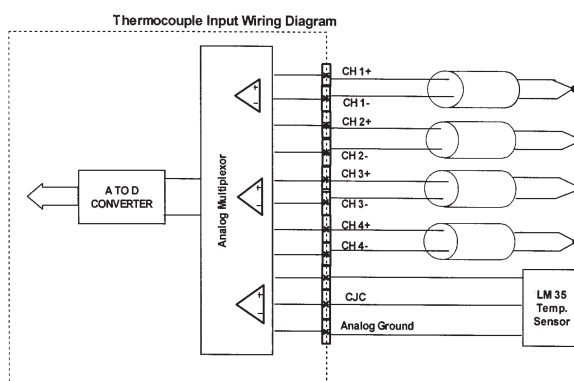 Thermocouple Input Wiring Diagram
CH 1+
CH 1-
CH 2+
CH 2-
CH 3+
CH 3-
CH 4+
CH 4-
CJC
Analog Ground
A TO D
CONVERTER
Analog Multiplexor
+
-
+
-
+
-
LM 35
Temp.
Sensor